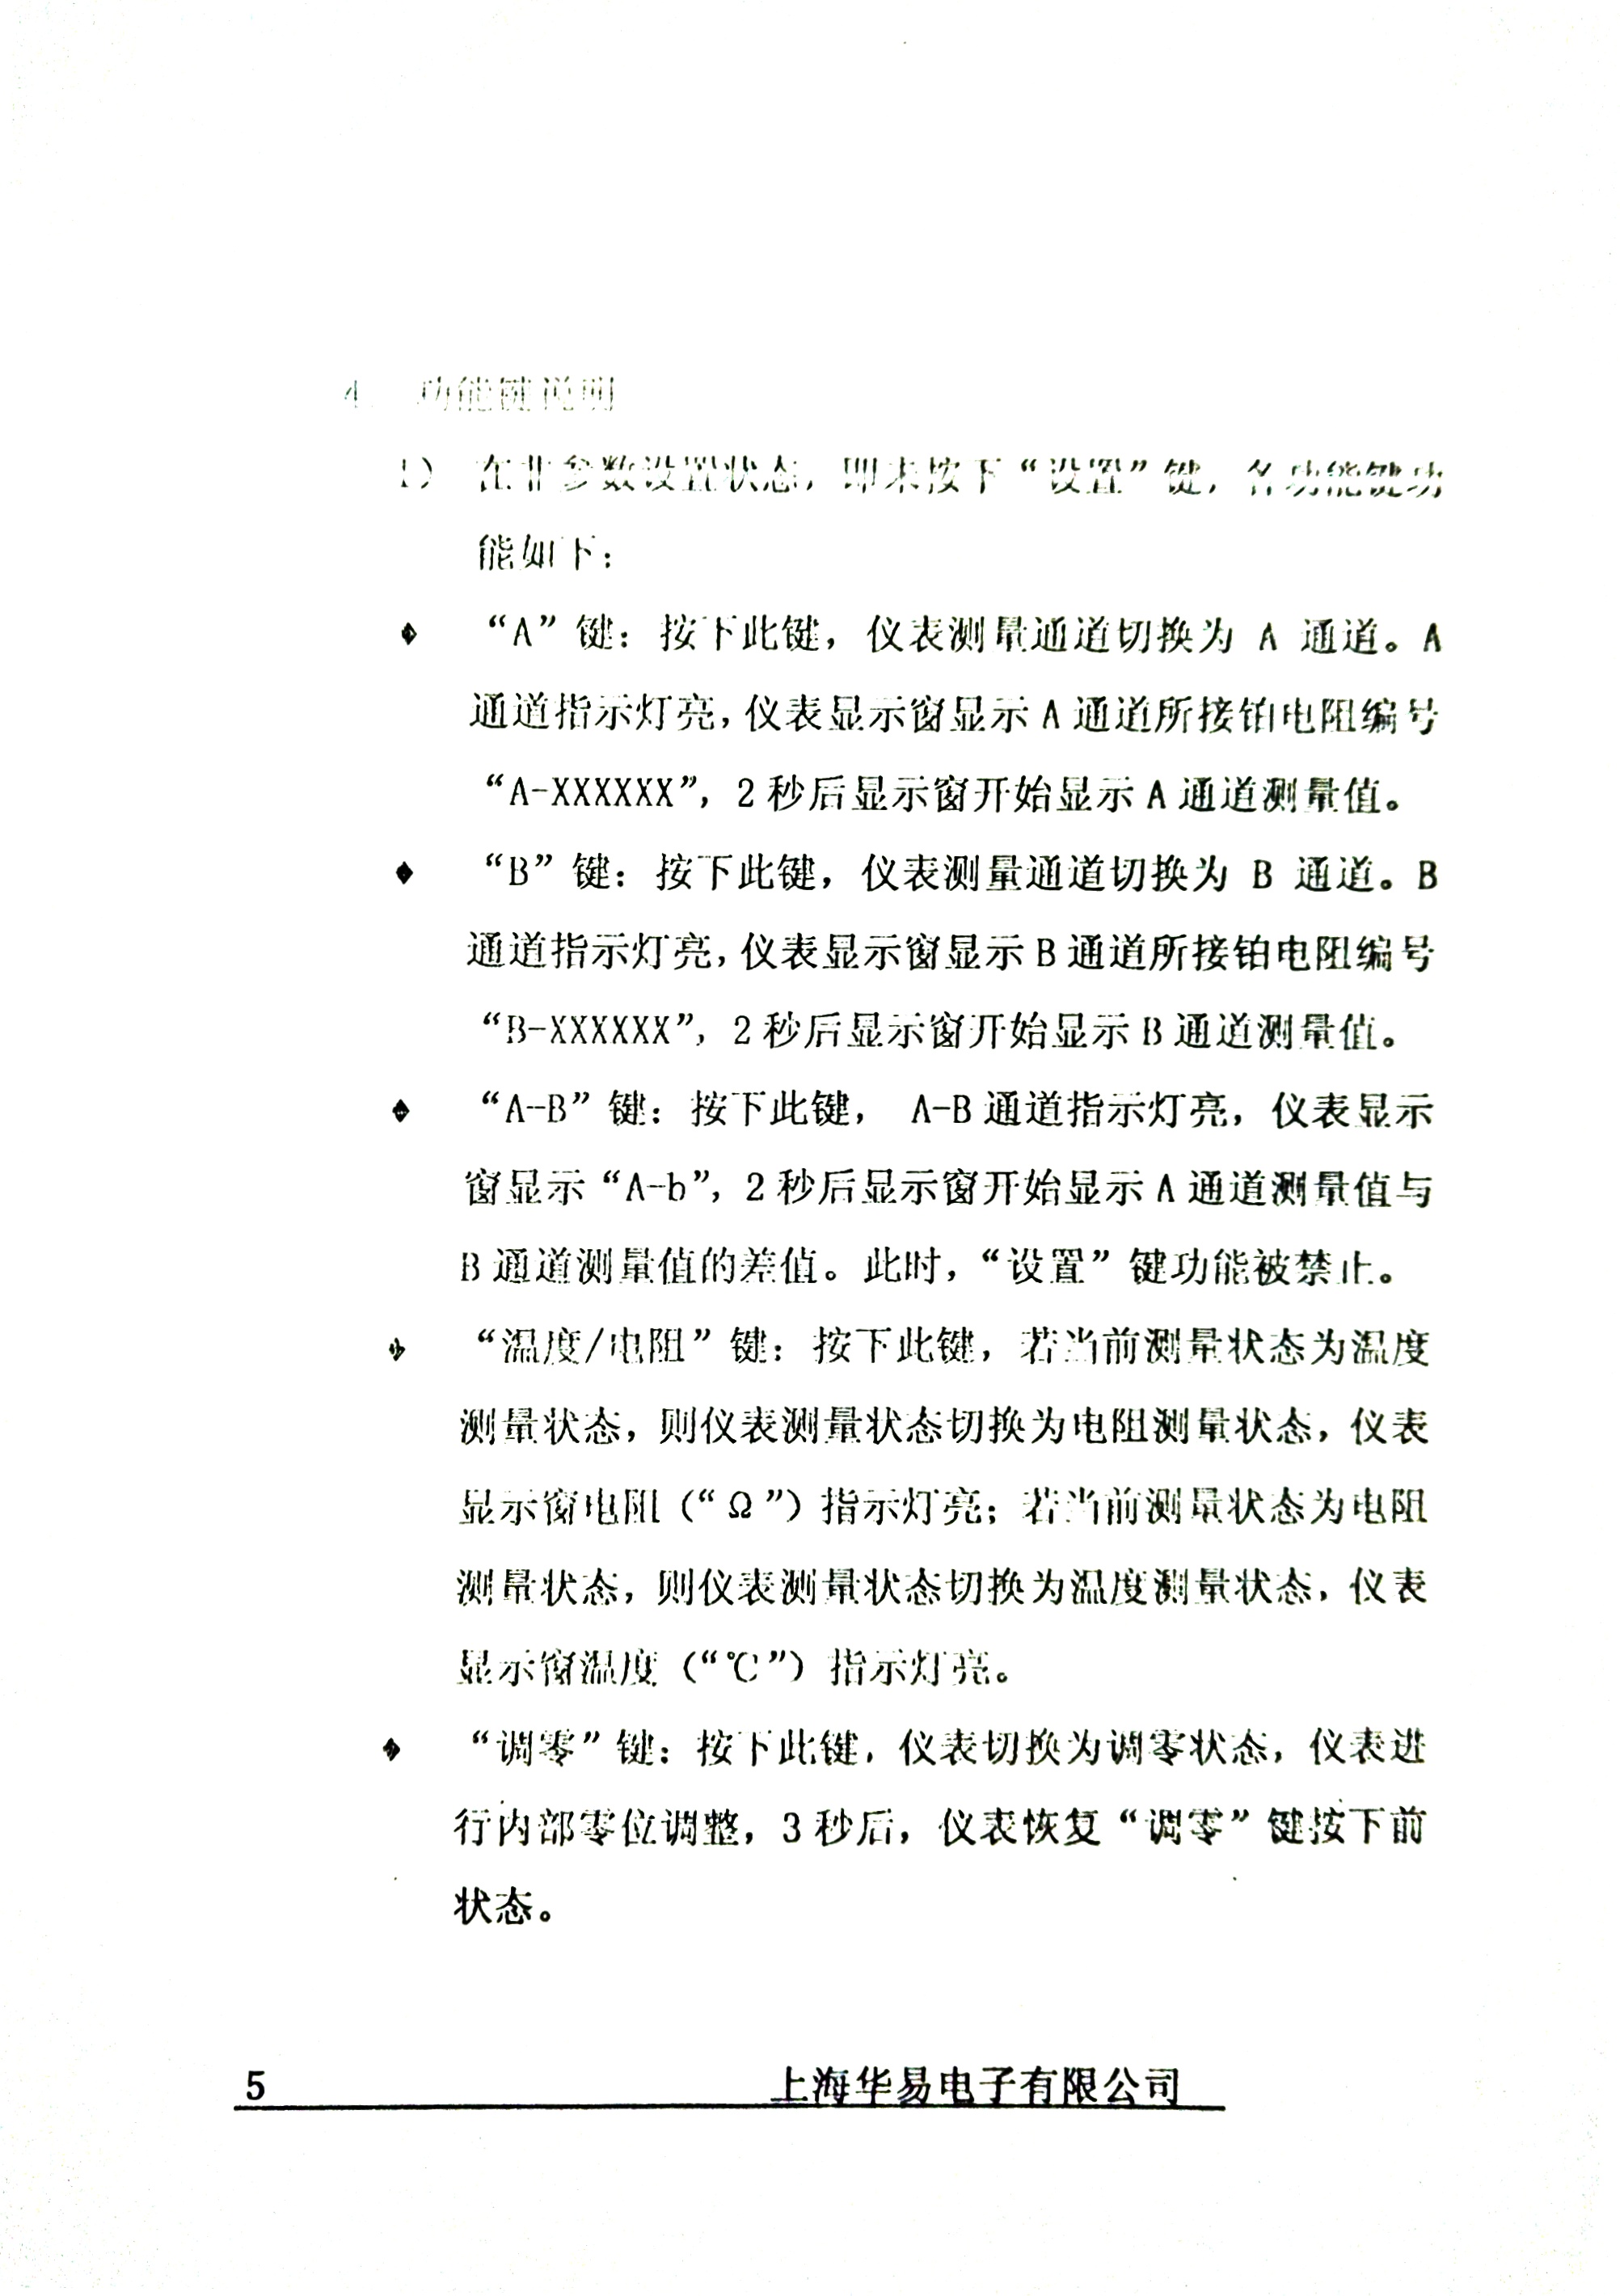 4. 功能键说明
1） 在非参数设置状态，即未按下“设置”键，各功能键功
能如下：
◆ “A”键：按下此键，仪表测量通道切换为 A 通道。A
通道指示灯亮，仪表显示窗显示 A 通道所接铂电阻编号
“A-XXXXXX”，2 秒后显示窗开始显示 A 通道测量值。
◆ “B”键：按下此键，仪表测量通道切换为 B 通道。B
通道指示灯亮，仪表显示窗显示 B 通道所接铂电阻编号
“B-XXXXXX”，2 秒后显示窗开始显示 B 通道测量值。
◆ “A-B”键：按下此键， A-B 通道指示灯亮，仪表显示
窗显示“A-b”，2 秒后显示窗开始显示 A 通道测量值与
B 通道测量值的差值。此时，“设置”键功能被禁止。
◆ “温度/电阻”键：按下此键，若当前测量状态为温度
测量状态，则仪表测量状态切换为电阻测量状态，仪表
显示窗电阻（“Ω”）指示灯亮；若当前测量状态为电阻
测量状态，则仪表测量状态切换为温度测量状态，仪表
显示窗温度（“℃”）指示灯亮。
◆ “调零”键：按下此键，仪表切换为调零状态，仪表进
行内部零位调整，3 秒后，仪表恢复“调零”键按下前
状态。
5 上海华易电子有限公司